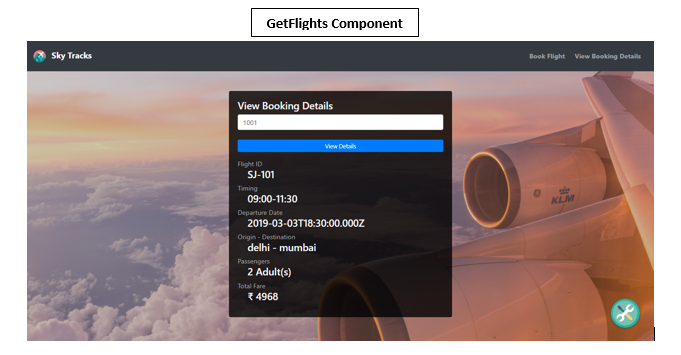 GetFlights Component
Sky Tracks
Book Flight View Booking Details
View Booking Details
1001
View Details
Flight ID
SJ-101
Timing
09:00-11:30
Departure Date
2019-03-03T18:30:00.000Z
Origin - Destination
delhi - mumbai
Passengers
2 Adult(s)
Total Fare
₹ 4968
KLM